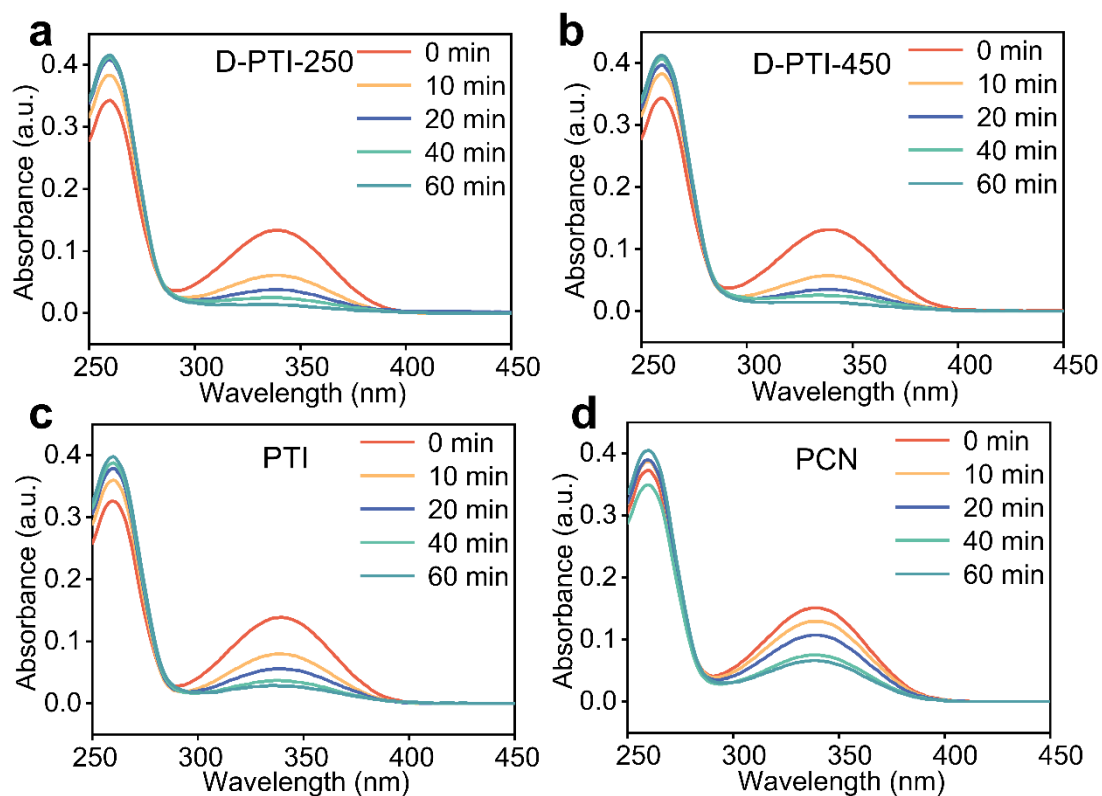 a
D-PTI-250
0 min
10 min
20 min
40 min
60 min
0.4
0.3
0.2
0.1
0.0
Absorbance (a.u.)
250
300
350
400
450
Wavelength (nm)
b
D-PTI-450
0 min
10 min
20 min
40 min
60 min
0.4
0.3
0.2
0.1
0.0
Absorbance (a.u.)
250
300
350
400
450
Wavelength (nm)
c
PTI
0 min
10 min
20 min
40 min
60 min
0.4
0.3
0.2
0.1
0.0
Absorbance (a.u.)
250
300
350
400
450
Wavelength (nm)
d
PCN
0 min
10 min
20 min
40 min
60 min
0.4
0.3
0.2
0.1
0.0
Absorbance (a.u.)
250
300
350
400
450
Wavelength (nm)